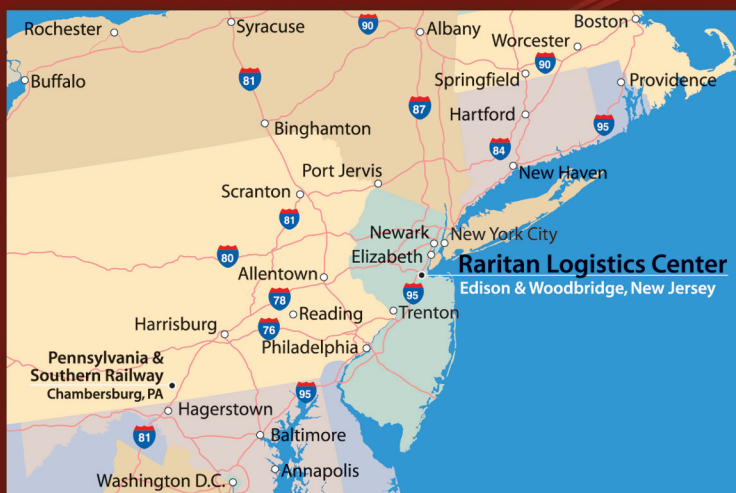 Rochester
Syracuse
90
Albany
Boston
Worcester
90
Buffalo
81
Springfield
Providence
87
Hartford
95
Binghamton
84
Port Jervis
New Haven
Scranton
81
Newark
New York City
80
Elizabeth
Raritan Logistics Center
Edison & Woodbridge, New Jersey
Allentown
78
95
Reading
Trenton
Harrisburg
76
Philadelphia
Pennsylvania &
Southern Railway
Chambersburg, PA
95
Hagerstown
81
Baltimore
Annapolis
Washington D.C.